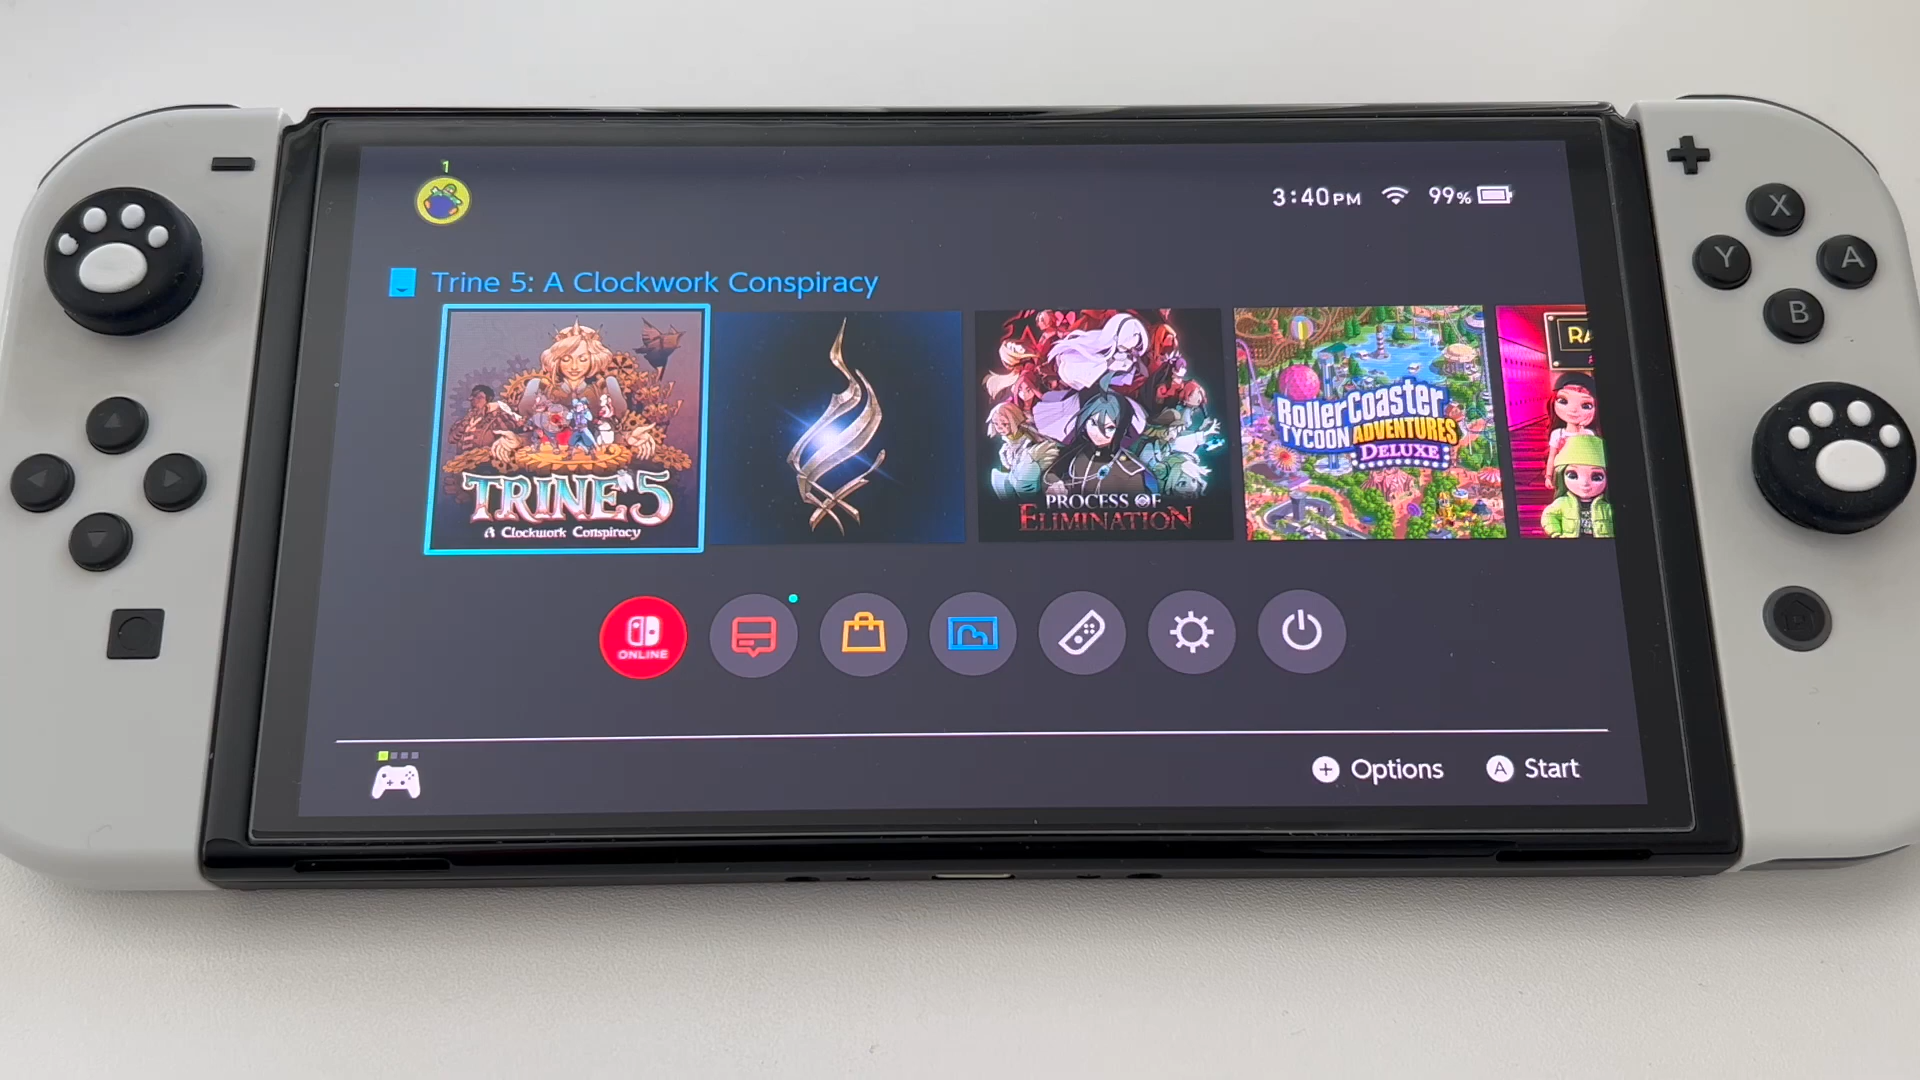 1
3:40PM 99%
Trine 5: A Clockwork Conspiracy
TRINE 5
A Clockwork Conspiracy
PROCESS OF
ELIMINATION
RollerCoaster
TYCOON ADVENTURES
DELUXE
RA
ONLINE
+ Options A Start
X
Y A
B